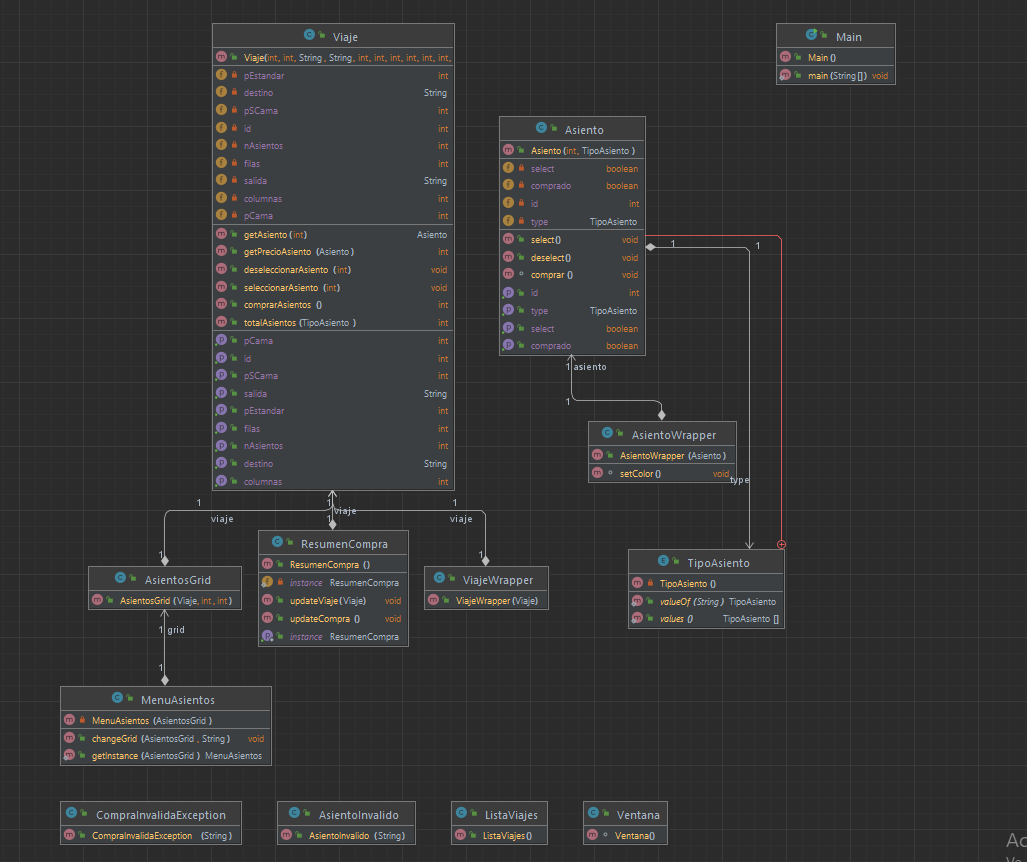 Viaje
Viaje(int, int, String, String, int, int, int, int, int, int,
pEstandar int
destino String
pSCama int
id int
nAsientos int
filas int
salida String
columnas int
pCama int
getAsiento(int) Asiento
getPrecioAsiento (Asiento) int
deseleccionarAsiento (int) void
seleccionarAsiento (int) void
comprarAsientos () int
totalAsientos (TipoAsiento) int
pCama int
id int
pSCama int
salida String
pEstandar int
filas int
nAsientos int
destino String
columnas int
Main
Main ()
main (String[]) void
Asiento
Asiento (int, TipoAsiento)
select boolean
comprado boolean
id int
type TipoAsiento
select() void
deselect() void
comprar () void
id int
type TipoAsiento
select boolean
comprado boolean
1
1
1 asiento
1
AsientoWrapper
AsientoWrapper (Asiento)
setColor() void
type
1
viaje
1
1
viaje
1
1
viaje
1
AsientosGrid
AsientosGrid (Viaje, int, int)
ResumenCompra
ResumenCompra ()
instance ResumenCompra
updateViaje(Viaje) void
updateCompra () void
instance ResumenCompra
ViajeWrapper
ViajeWrapper(Viaje)
TipoAsiento
TipoAsiento ()
valueOf (String) TipoAsiento
values () TipoAsiento []
1 grid
1
MenuAsientos
MenuAsientos (AsientosGrid)
changeGrid (AsientosGrid, String) void
getInstance (AsientosGrid) MenuAsientos
CompraInvalidaException
CompraInvalidaException (String)
AsientoInvalido
AsientoInvalido (String)
ListaViajes
ListaViajes()
Ventana
Ventana()
Ac